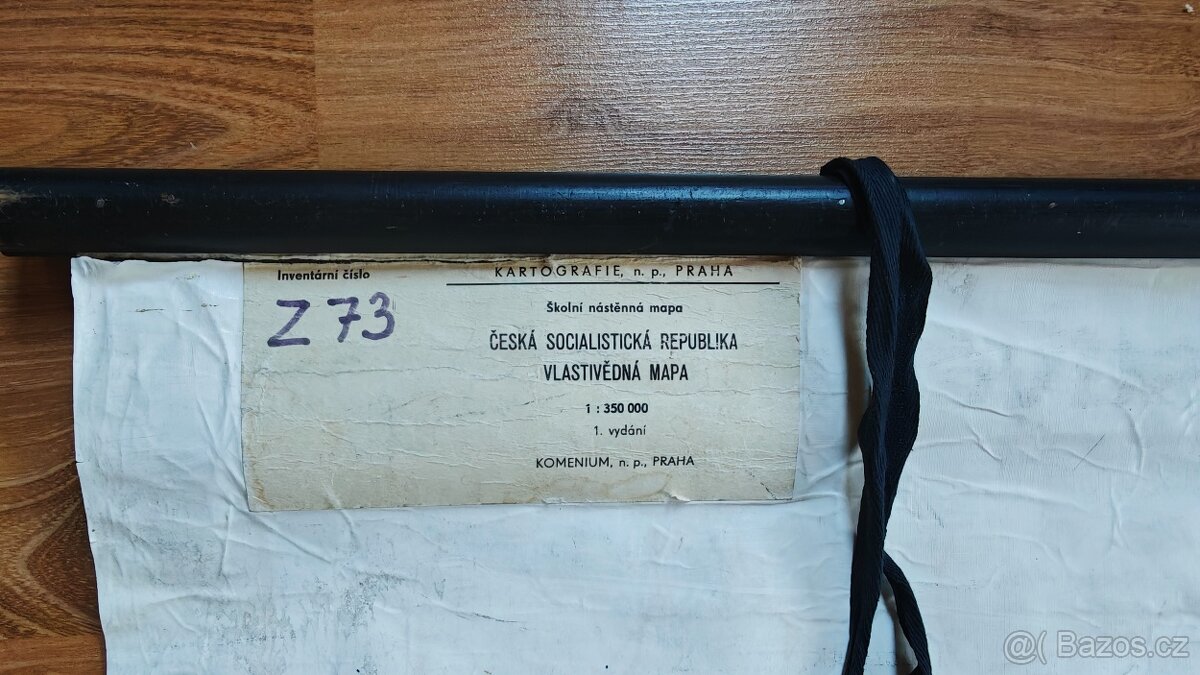 Inventární číslo
Z 73
KARTOGRAFIE, n. p., PRAHA
Školní nástěnná mapa
ČESKÁ SOCIALISTICKÁ REPUBLIKA
VLASTIVĚDNÁ MAPA
1 : 350 000
1. vydání
KOMENIUM, n. p., PRAHA
@( Bazos.cz